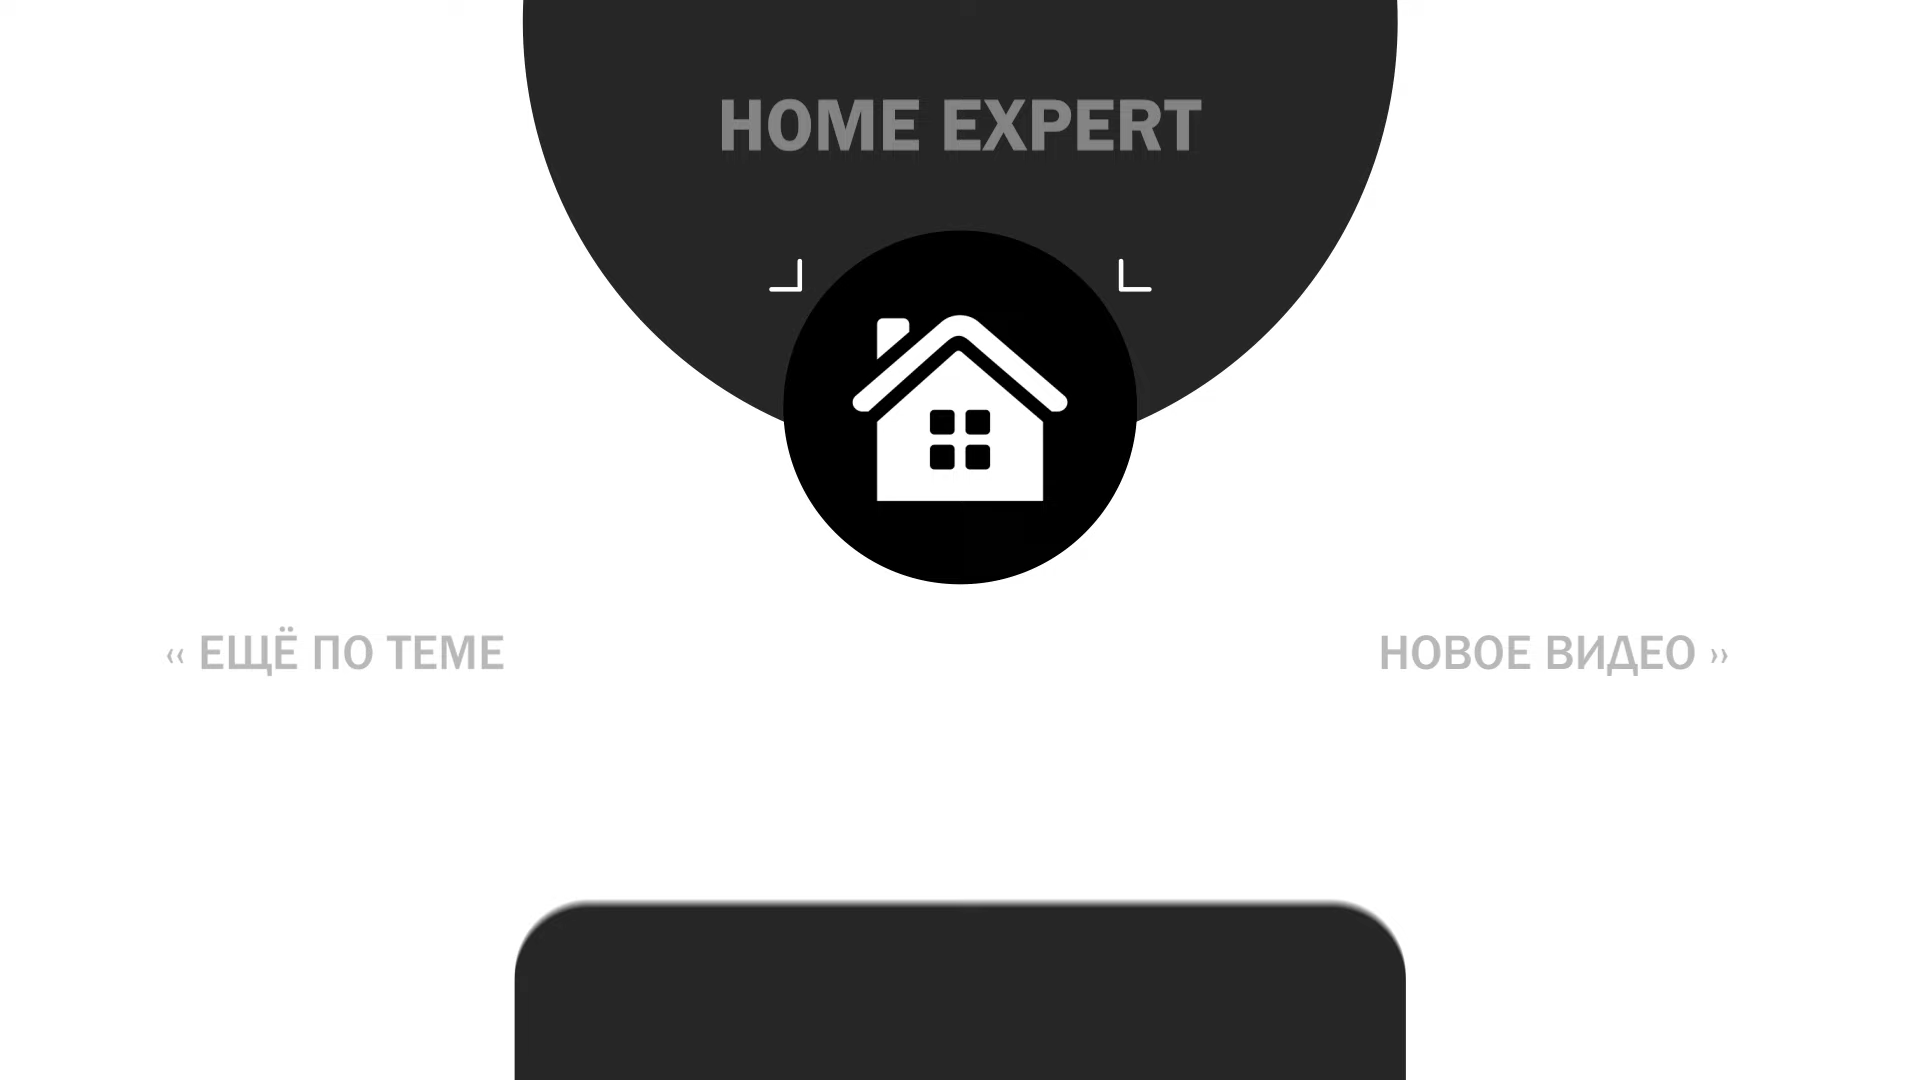 HOME EXPERT
‹‹ ЕЩЁ ПО ТЕМЕ
НОВОЕ ВИДЕО ››